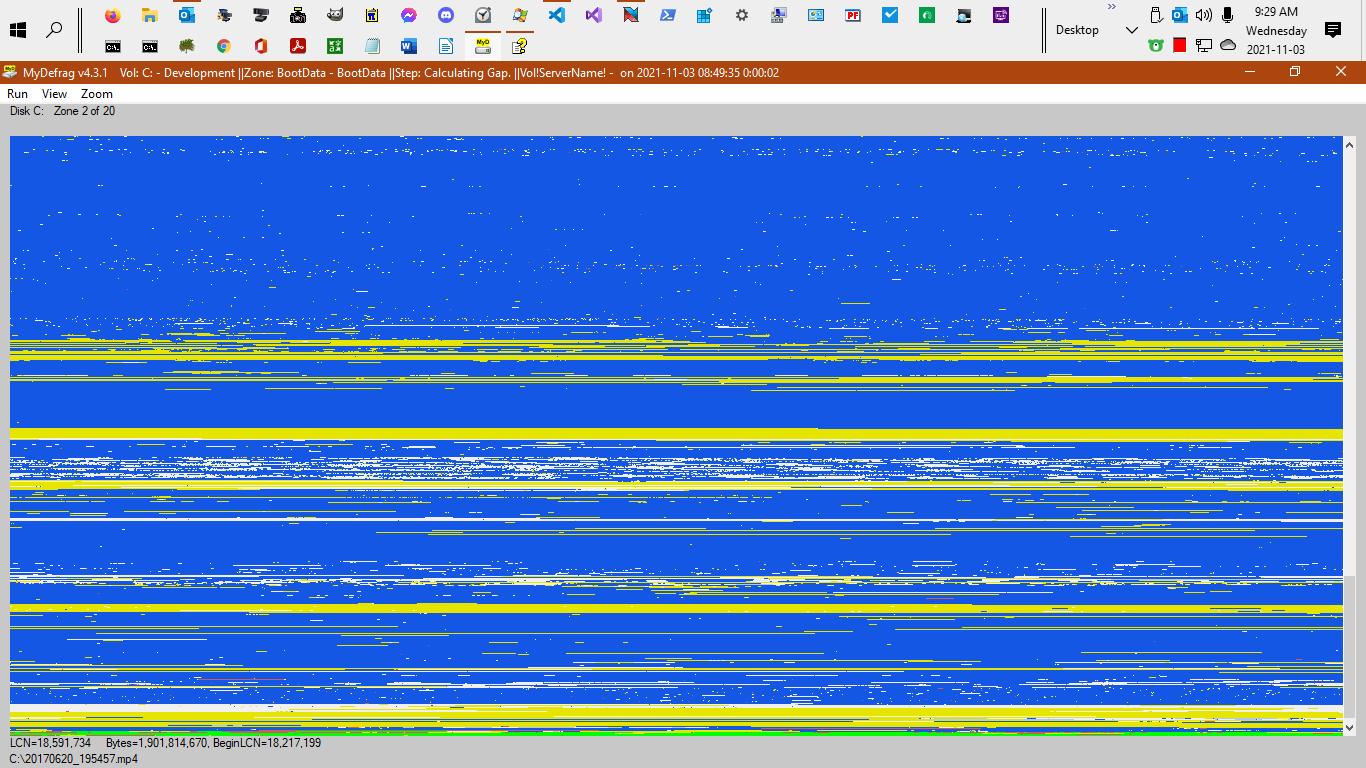 Desktop
9:29 AM
Wednesday
2021-11-03
MyDefrag v4.3.1 Vol: C: - Development ||Zone: BootData - BootData ||Step: Calculating Gap. ||Vol!ServerName! - on 2021-11-03 08:49:35 0:00:02
Run View Zoom
Disk C: Zone 2 of 20
LCN=18,591,734 Bytes=1,901,814,670, BeginLCN=18,217,199
C:\20170620_195457.mp4